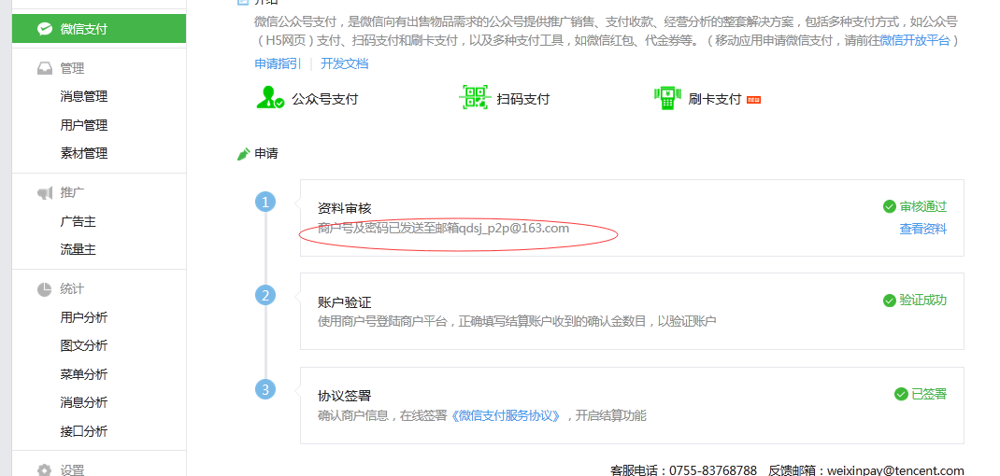 介绍
微信支付
微信公众号支付，是微信向有出售物品需求的公众号提供推广销售、支付收款、经营分析的整套解决方案，包括多种支付方式，如公众号
（H5网页）支付、扫码支付和刷卡支付，以及多种支付工具，如微信红包、代金券等。（移动应用申请微信支付，请前往微信开放平台）
申请指引 | 开发文档
管理
消息管理
用户管理
素材管理
推广
广告主
流量主
统计
用户分析
图文分析
菜单分析
消息分析
接口分析
设置
公众号支付
扫码支付
刷卡支付
申请
1
资料审核
审核通过
商户号及密码已发送至邮箱qdsj_p2p@163.com
查看资料
2
账户验证
验证成功
使用商户号登陆商户平台，正确填写结算账户收到的确认金数目，以验证账户
3
协议签署
已签署
确认商户信息，在线签署《微信支付服务协议》，开启结算功能
客服电话：0755-83768788 反馈邮箱：weixinpay@tencent.com